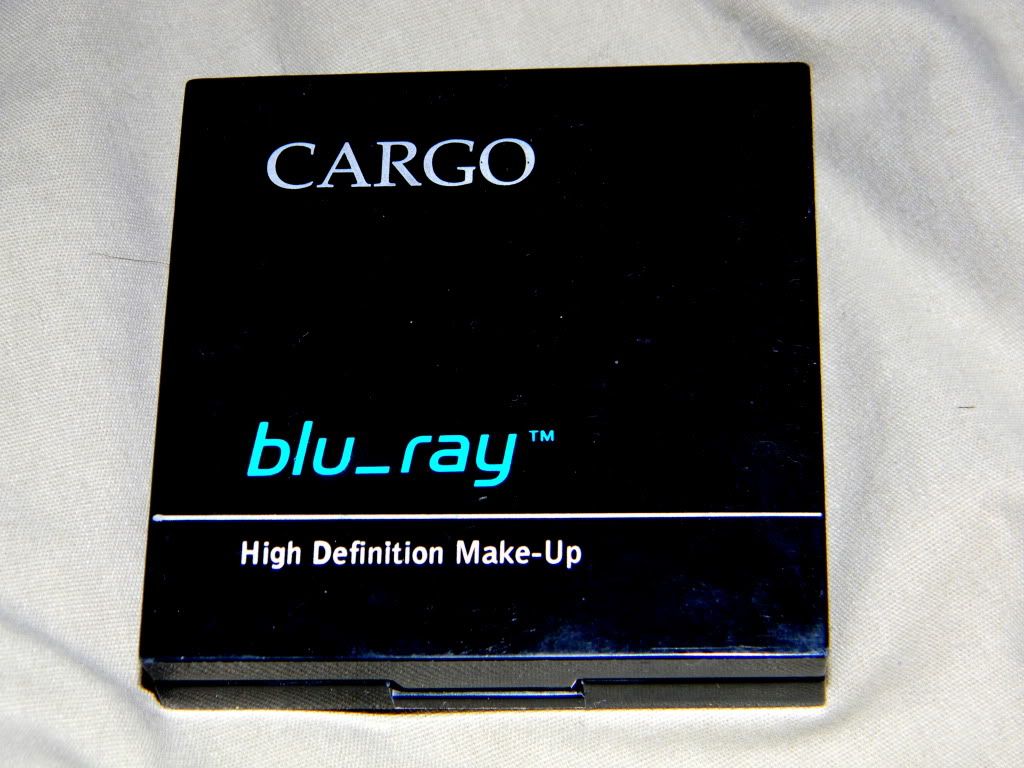 CARGO
blu_ray™
High Definition Make-Up